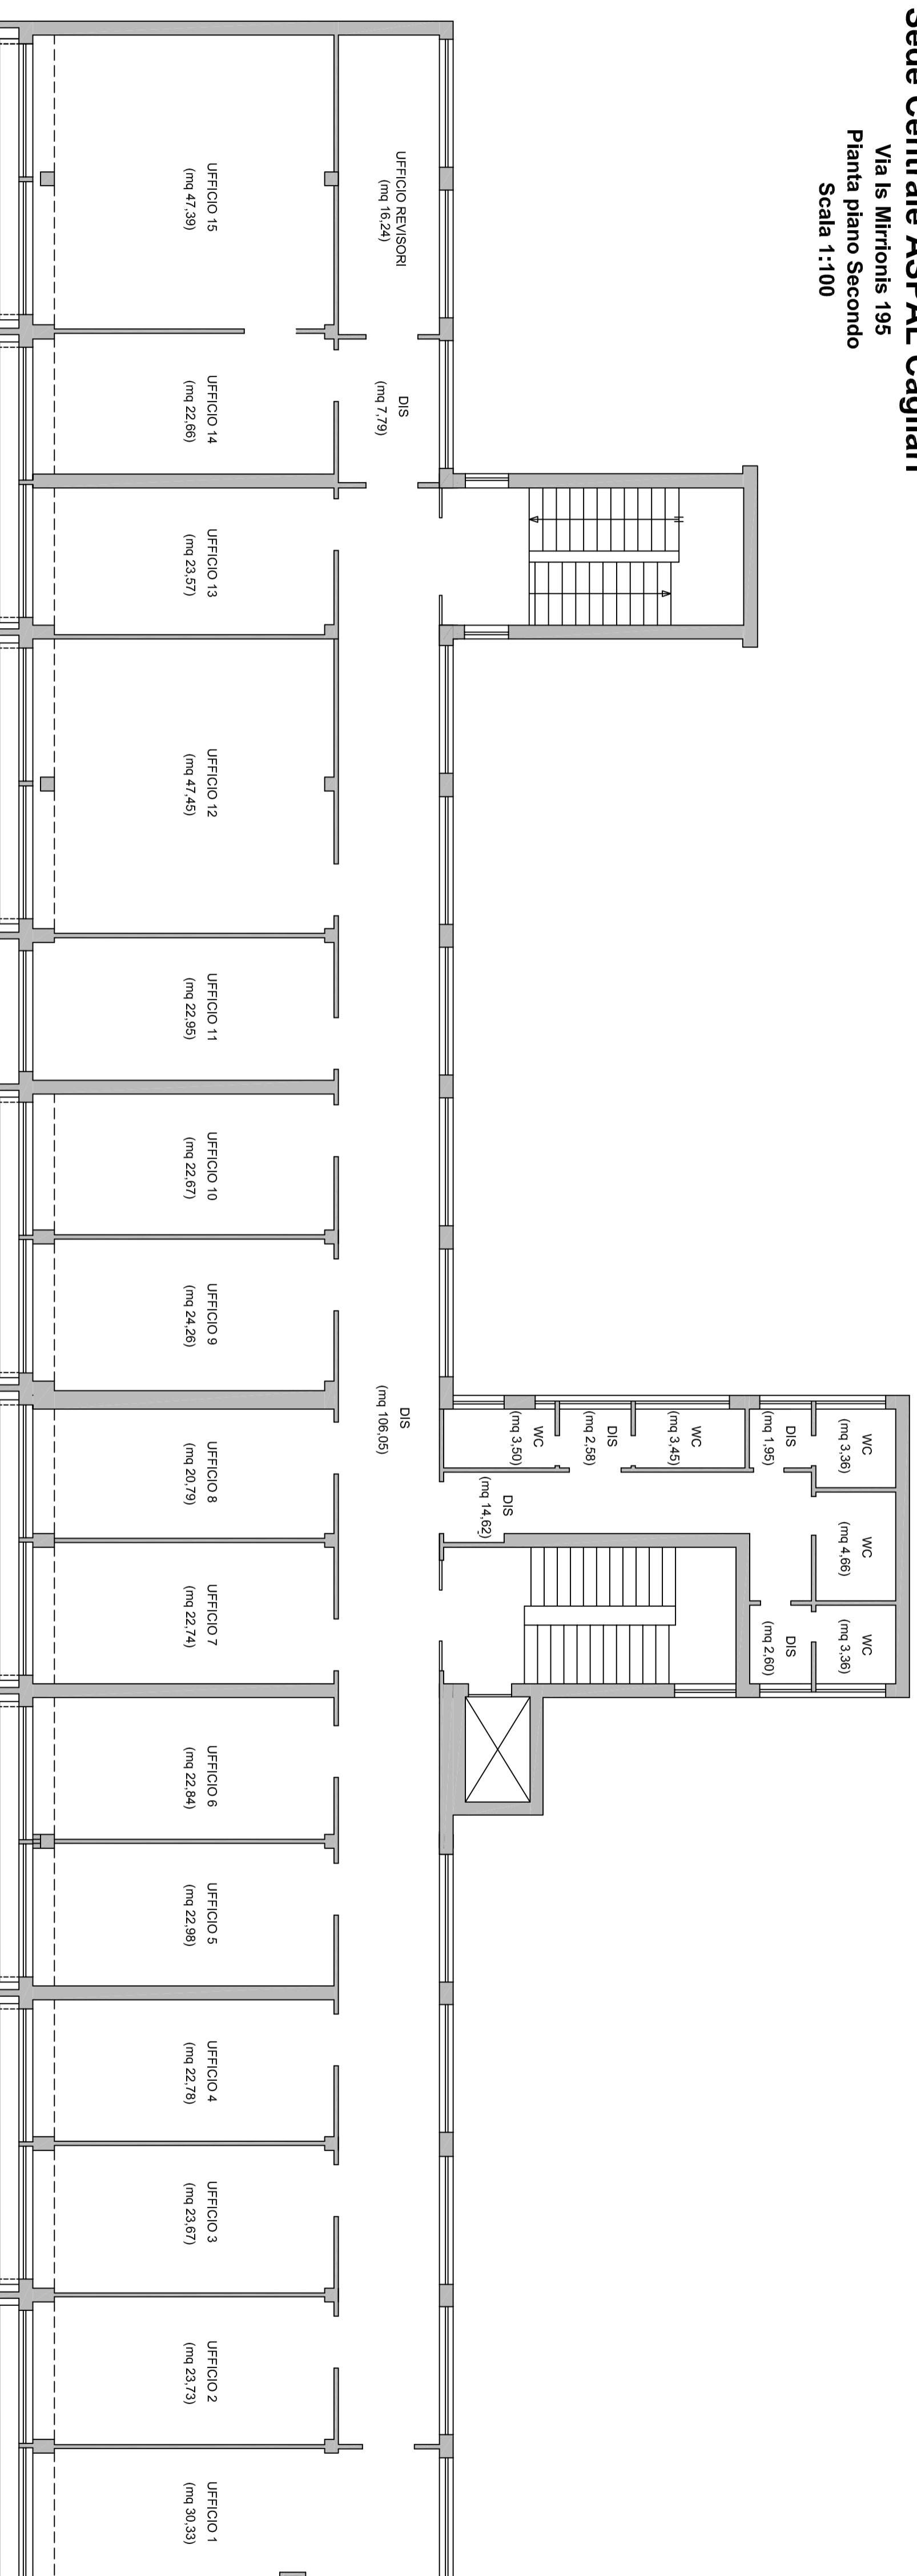 Sede Centrale ASPAL Cagliari
Via Is Mirrionis 195
Pianta piano Secondo
Scala 1:100
UFFICIO REVISORI
(mq 16,24)
UFFICIO 15
(mq 47,39)
DIS
(mq 7,79)
UFFICIO 14
(mq 22,66)
UFFICIO 13
(mq 23,57)
UFFICIO 12
(mq 47,45)
UFFICIO 11
(mq 22,95)
UFFICIO 10
(mq 22,67)
UFFICIO 9
(mq 24,26)
DIS
(mq 106,05)
WC
(mq 3,36)
DIS
(mq 1,95)
WC
(mq 3,45)
DIS
(mq 2,58)
WC
(mq 3,50)
DIS
(mq 14,62)
WC
(mq 4,66)
WC
(mq 3,36)
DIS
(mq 2,60)
UFFICIO 8
(mq 20,79)
UFFICIO 7
(mq 22,74)
UFFICIO 6
(mq 22,84)
UFFICIO 5
(mq 22,98)
UFFICIO 4
(mq 22,78)
UFFICIO 3
(mq 23,67)
UFFICIO 2
(mq 23,73)
UFFICIO 1
(mq 30,33)